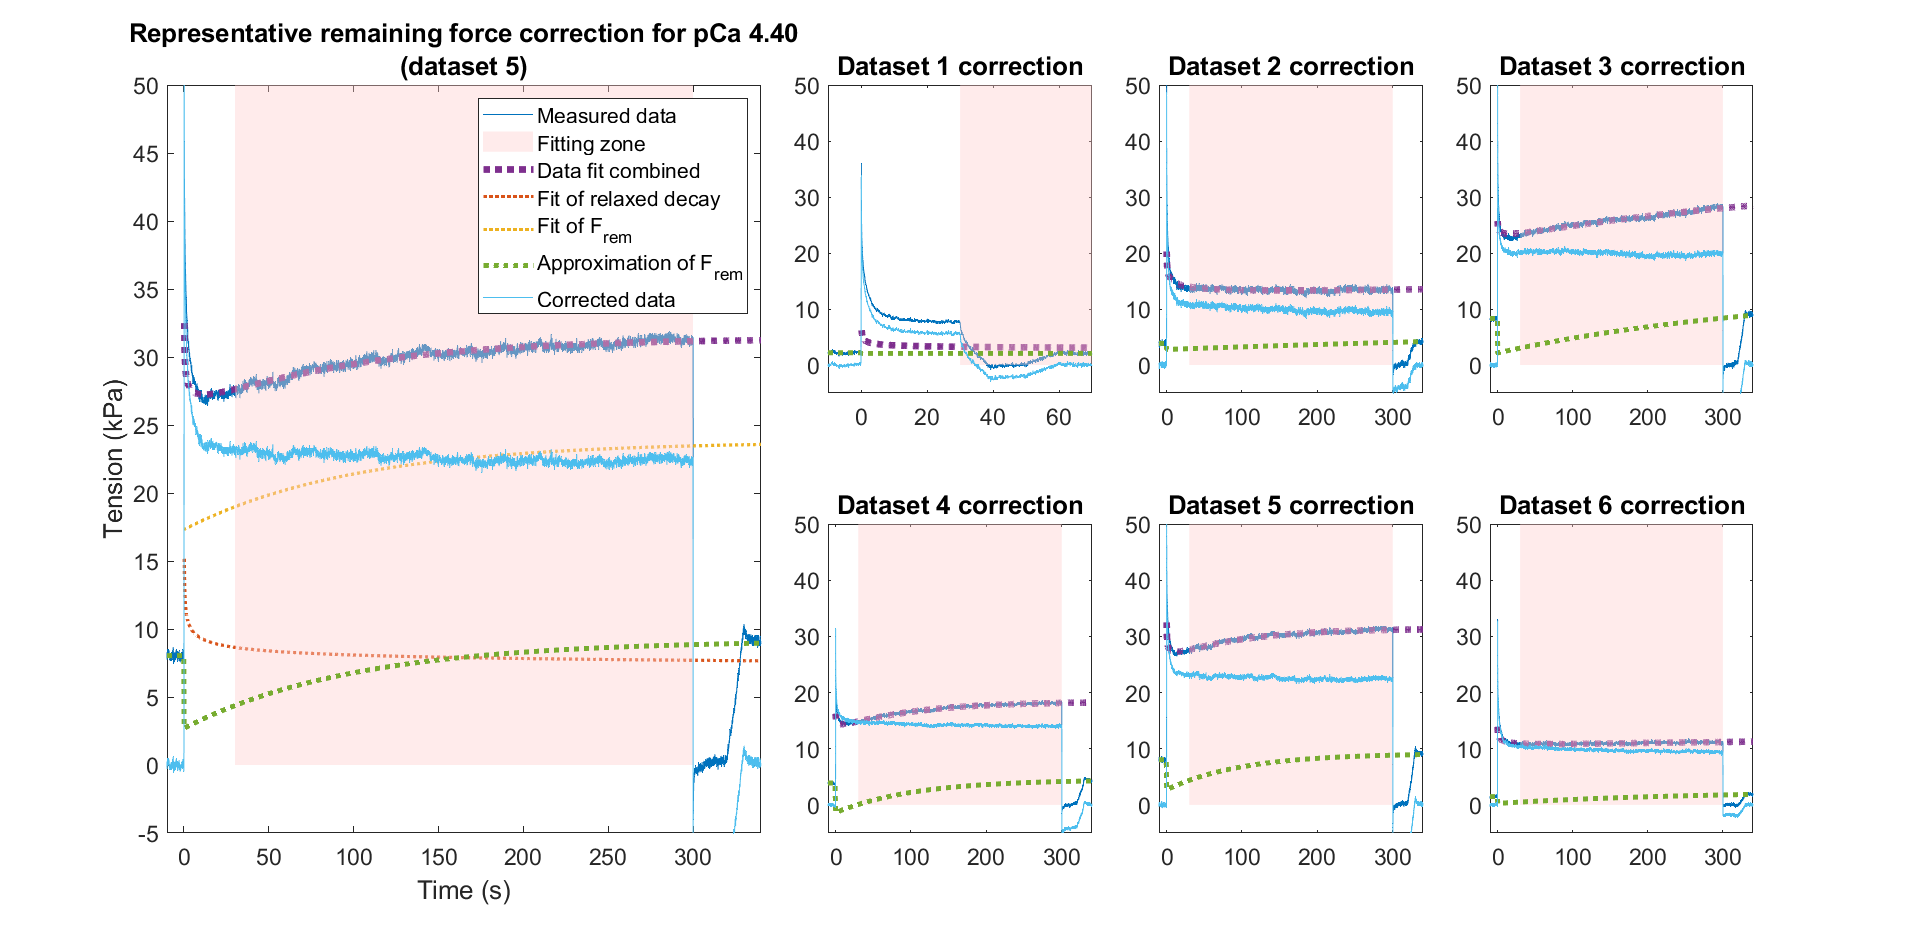 Representative remaining force correction for pCa 4.40
(dataset 5)
50
45
40
35
30
25
20
15
10
5
0
-5
Tension (kPa)
0 50 100 150 200 250 300
Time (s)
Measured data
Fitting zone
Data fit combined
Fit of relaxed decay
Fit of F_rem
Approximation of F_rem
Corrected data
Dataset 1 correction
50
40
30
20
10
0
0 20 40 60
Dataset 2 correction
50
40
30
20
10
0
0 100 200 300
Dataset 3 correction
50
40
30
20
10
0
0 100 200 300
Dataset 4 correction
50
40
30
20
10
0
0 100 200 300
Dataset 5 correction
50
40
30
20
10
0
0 100 200 300
Dataset 6 correction
50
40
30
20
10
0
0 100 200 300